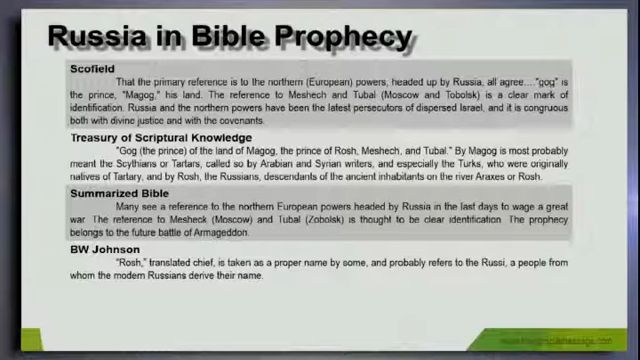 Russia in Bible Prophecy
Scofield
That the primary reference is to the northern (European) powers, headed up by Russia, all agree...."gog" is
the prince, "Magog," his land. The reference to Meshech and Tubal (Moscow and Tobolsk) is a clear mark of
identification. Russia and the northern powers have been the latest persecutors of dispersed Israel, and it is congruous
both with divine justice and with the covenants.
Treasury of Scriptural Knowledge
"Gog (the prince) of the land of Magog, the prince of Rosh, Meshech, and Tubal." By Magog is most probably
meant the Scythians or Tartars, called so by Arabian and Syrian writers, and especially the Turks, who were originally
natives of Tartary, and by Rosh, the Russians, descendants of the ancient inhabitants on the river Araxes or Rosh.
Summarized Bible
Many see a reference to the northern European powers headed by Russia in the last days to wage a great
war. The reference to Mesheck (Moscow) and Tubal (Zobolsk) is thought to be clear identification. The prophecy
belongs to the future battle of Armageddon.
BW Johnson
"Rosh," translated chief, is taken as a proper name by some, and probably refers to the Russi, a people from
whom the modern Russians derive their name.